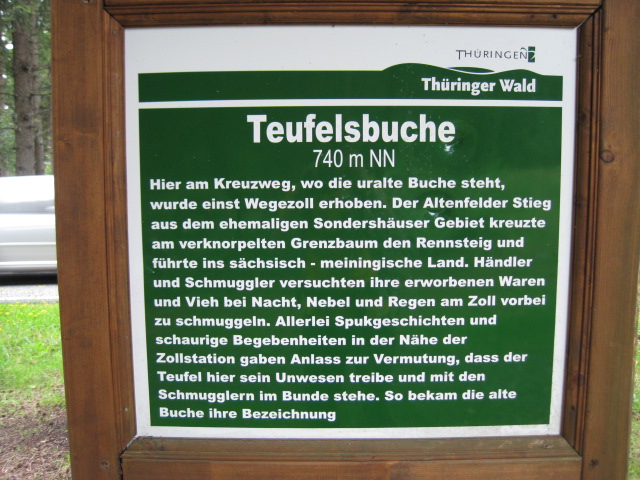 THÜRINGEN
Thüringer Wald
Teufelsbuche
740 m NN
Hier am Kreuzweg, wo die uralte Buche steht,
wurde einst Wegezoll erhoben. Der Altenfelder Stieg
aus dem ehemaligen Sondershäuser Gebiet kreuzte
am verknorpelten Grenzbaum den Rennsteig und
führte ins sächsisch - meiningische Land. Händler
und Schmuggler versuchten ihre erworbenen Waren
und Vieh bei Nacht, Nebel und Regen am Zoll vorbei
zu schmuggeln. Allerlei Spukgeschichten und
schaurige Begebenheiten in der Nähe der
Zollstation gaben Anlass zur Vermutung, dass der
Teufel hier sein Unwesen treibe und mit den
Schmugglern im Bunde stehe. So bekam die alte
Buche ihre Bezeichnung